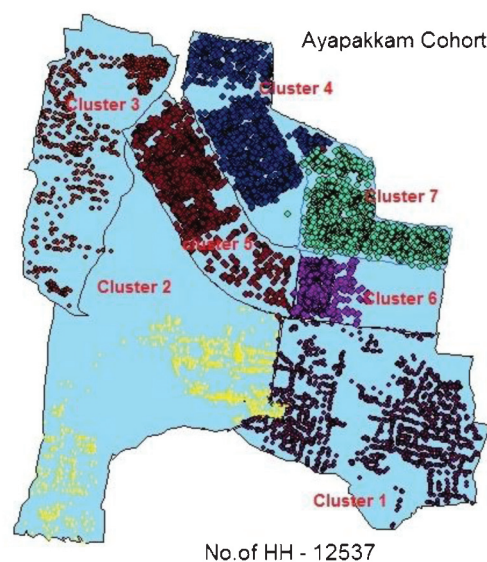 Ayapakkam Cohort
Cluster 4
Cluster 3
Cluster 7
Cluster 5
Cluster 2
Cluster 6
Cluster 1
No.of HH - 12537